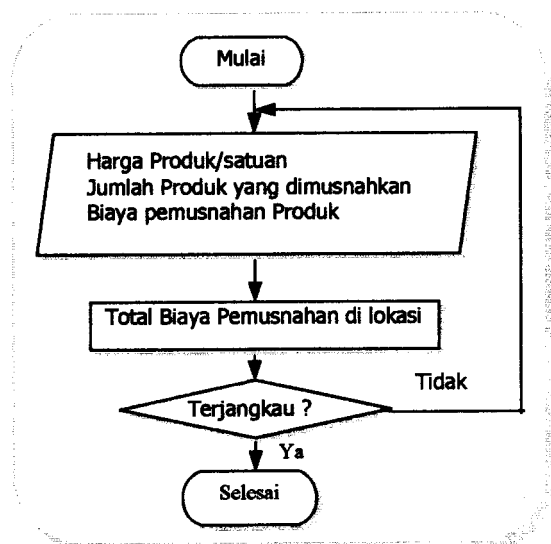 Mulai
Harga Produk/satuan
Jumlah Produk yang dimusnahkan
Biaya pemusnahan Produk
Total Biaya Pemusnahan di lokasi
Tidak
Terjangkau ?
Ya
Selesai